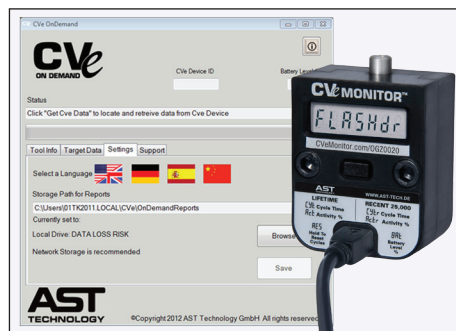 CVe OnDemand
CVe
ON DEMAND
CVe Device ID
Battery Level
Status
Click "Get Cve Data" to locate and retreive data from Cve Device
Tool Info
Target Data
Settings
Support
Select a Language
Storage Path for Reports
C:\Users\01TK2011.LOCAL\CVe\OnDemandReports
Currently set to:
Local Drive: DATA LOSS RISK
Browse
Network Storage is recommended
Save
AST
TECHNOLOGY
©Copyright 2012 AST Technology GmbH All rights reserved
CVe MONITOR™
FLASHdr
CVeMonitor.com/OGZ0020
AST
WWW.AST-TECH.DE
LIFETIME
CYC Cycle Time
Act Activity %
RES
Hold To
Reset
Cycles
RECENT 25,000
CYcr Cycle Time
Actr Activity %
BAt
Battery
Level
%